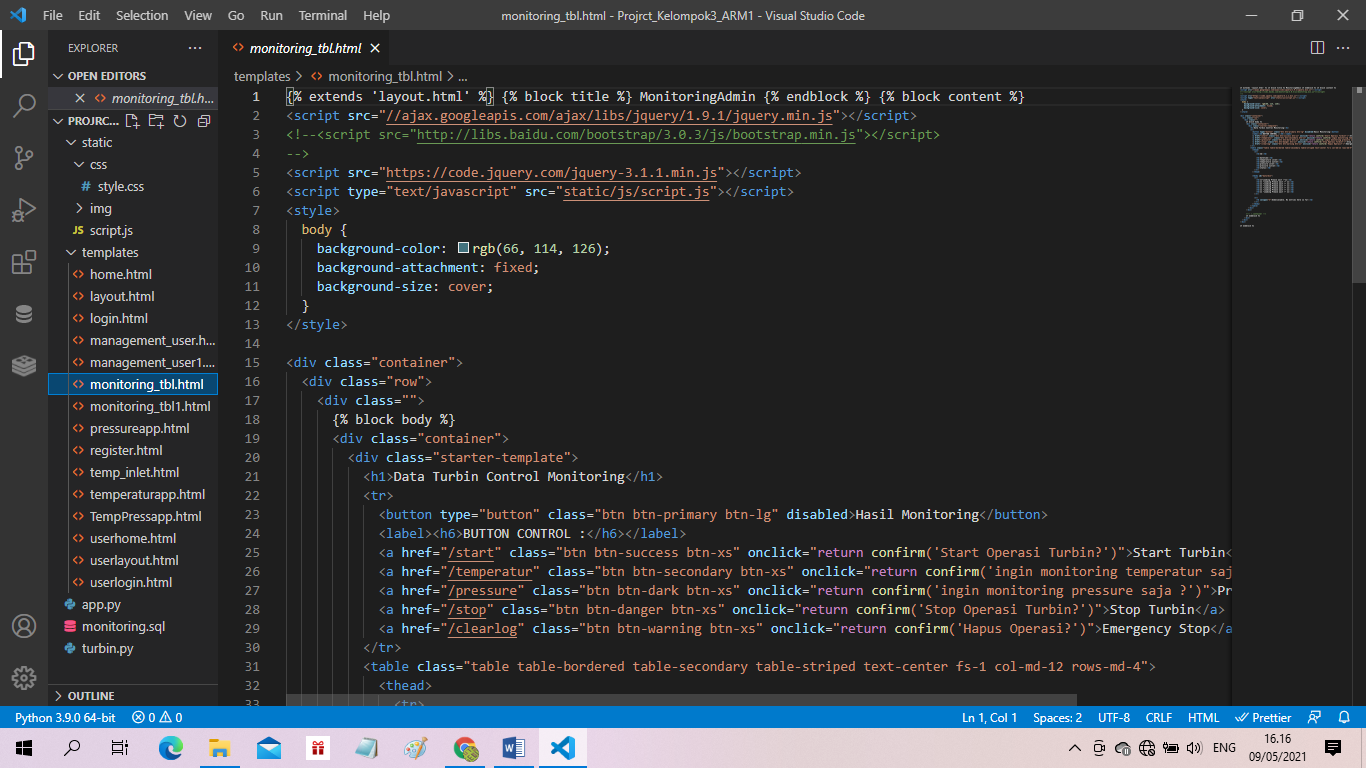 File Edit Selection View Go Run Terminal Help monitoring_tbl.html - Projrct_Kelompok3_ARM1 - Visual Studio Code
EXPLORER
OPEN EDITORS
monitoring_tbl.h...
PROJRC...
static
css
style.css
img
script.js
templates
home.html
layout.html
login.html
management_user.h...
management_user1....
monitoring_tbl.html
monitoring_tbl1.html
pressureapp.html
register.html
temp_inlet.html
temperaturapp.html
TempPressapp.html
userhome.html
userlayout.html
userlogin.html
app.py
monitoring.sql
turbin.py
OUTLINE
monitoring_tbl.html
templates > monitoring_tbl.html > ...
1 {% extends 'layout.html' %} {% block title %} MonitoringAdmin {% endblock %} {% block content %}
2 <script src="//ajax.googleapis.com/ajax/libs/jquery/1.9.1/jquery.min.js"></script>
3 <!--<script src="http://libs.baidu.com/bootstrap/3.0.3/js/bootstrap.min.js"></script>
4 -->
5 <script src="https://code.jquery.com/jquery-3.1.1.min.js"></script>
6 <script type="text/javascript" src="static/js/script.js"></script>
7 <style>
8 body {
9 background-color: rgb(66, 114, 126);
10 background-attachment: fixed;
11 background-size: cover;
12 }
13 </style>
14
15 <div class="container">
16 <div class="row">
17 <div class="">
18 {% block body %}
19 <div class="container">
20 <div class="starter-template">
21 <h1>Data Turbin Control Monitoring</h1>
22 <tr>
23 <button type="button" class="btn btn-primary btn-lg" disabled>Hasil Monitoring</button>
24 <label><h6>BUTTON CONTROL :</h6></label>
25 <a href="/start" class="btn btn-success btn-xs" onclick="return confirm('Start Operasi Turbin?')">Start Turbin<
26 <a href="/temperatur" class="btn btn-secondary btn-xs" onclick="return confirm('ingin monitoring temperatur saj
27 <a href="/pressure" class="btn btn-dark btn-xs" onclick="return confirm('ingin monitoring pressure saja ?')">Pr
28 <a href="/stop" class="btn btn-danger btn-xs" onclick="return confirm('Stop Operasi Turbin?')">Stop Turbin</a>
29 <a href="/clearlog" class="btn btn-warning btn-xs" onclick="return confirm('Hapus Operasi?')">Emergency Stop</a
30 </tr>
31 <table class="table table-bordered table-secondary table-striped text-center fs-1 col-md-12 rows-md-4">
32 <thead>
33 <tr>
Python 3.9.0 64-bit 0 0 Ln 1, Col 1 Spaces: 2 UTF-8 CRLF HTML Prettier
ENG 16.16
09/05/2021